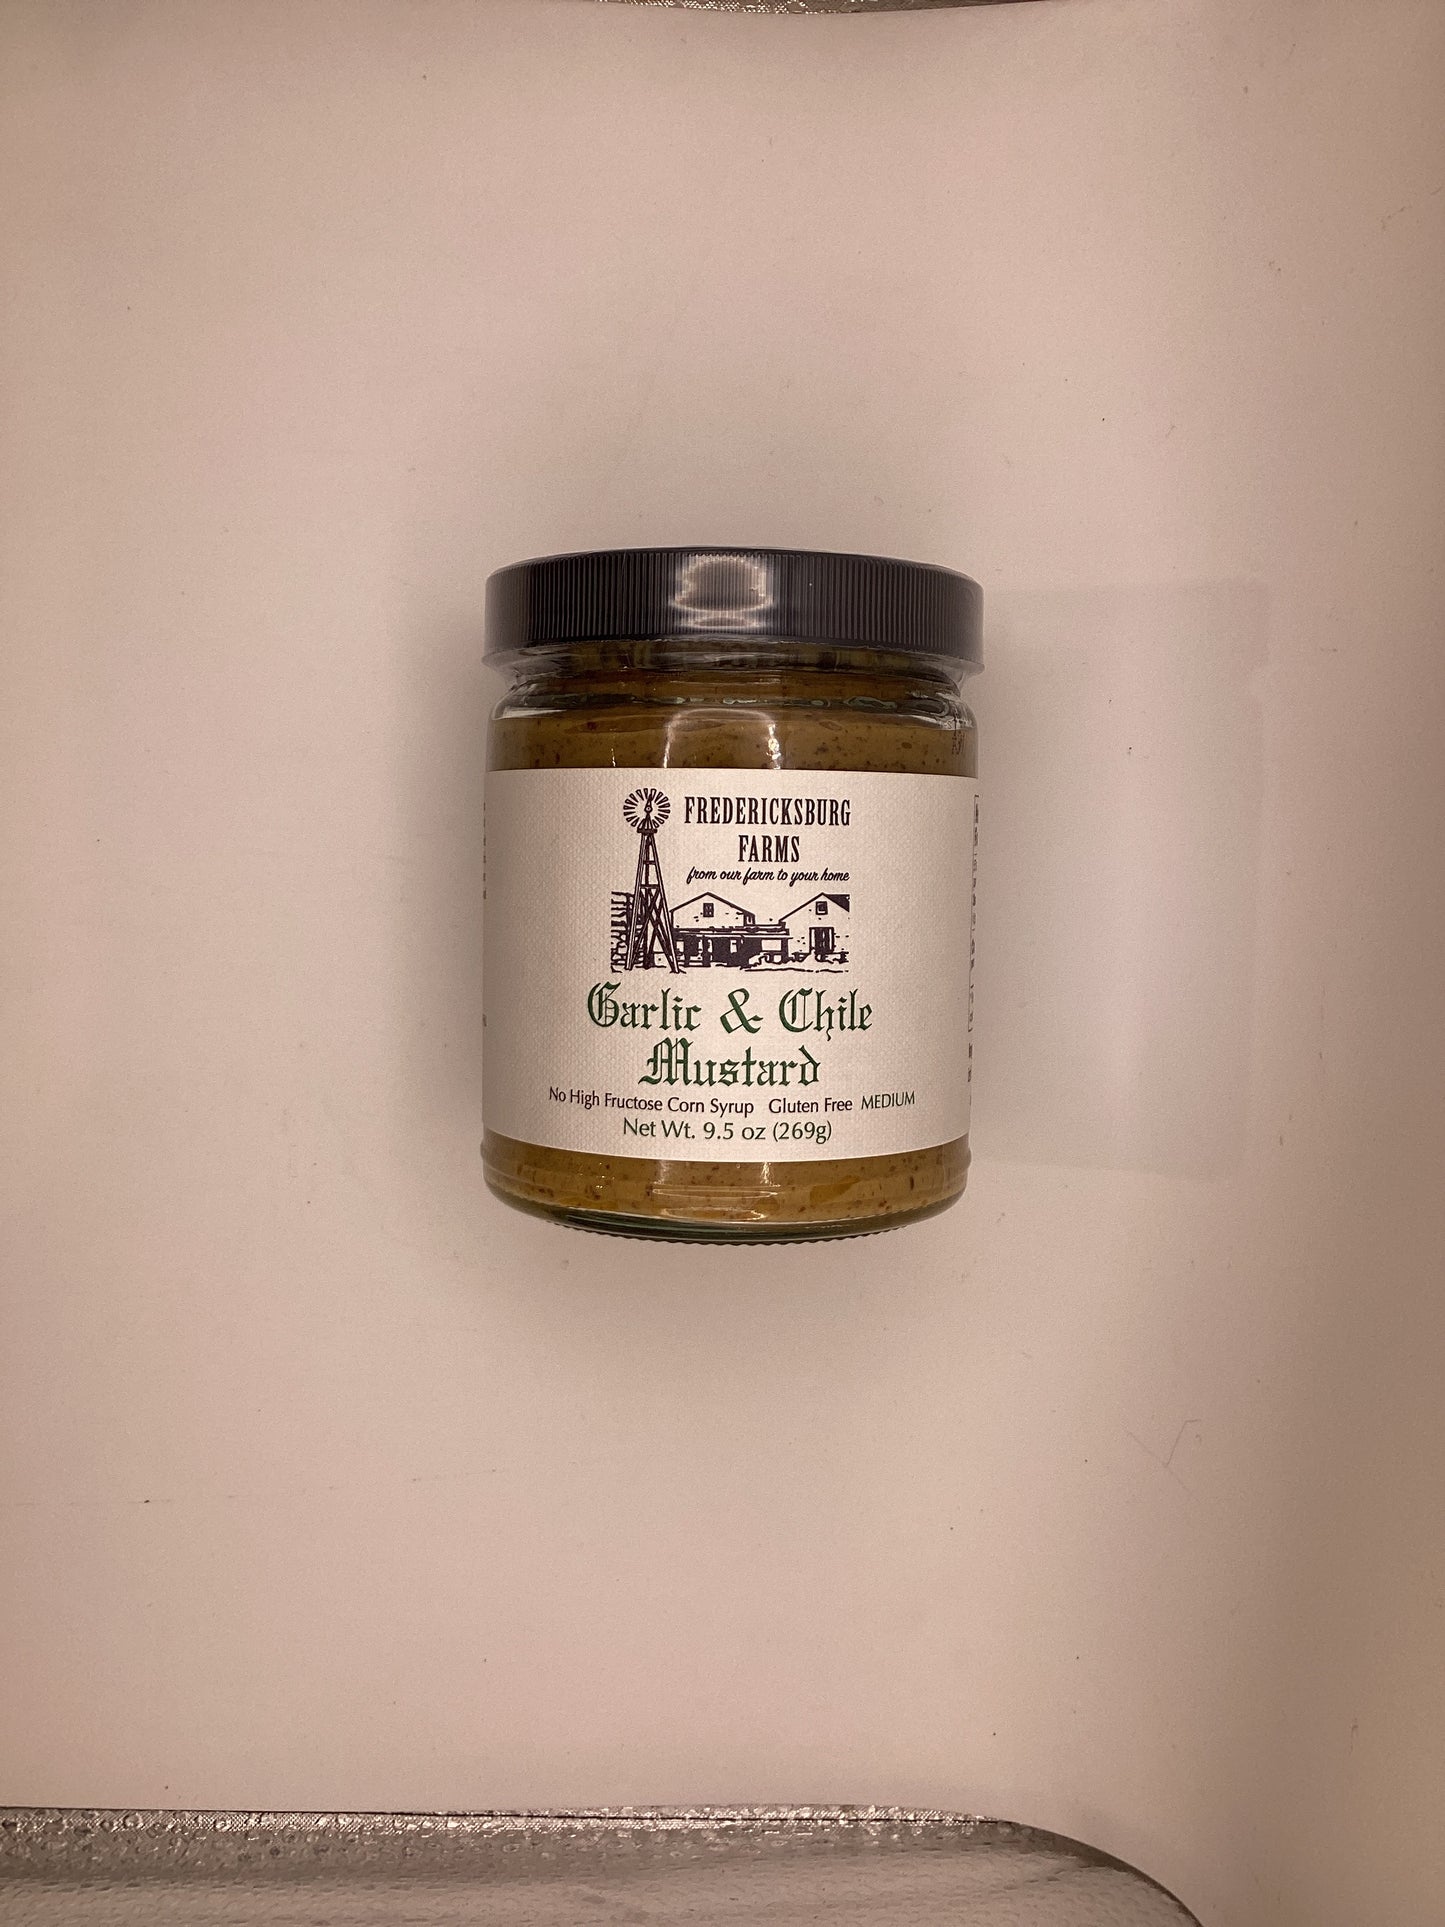 FREDERICKSBURG
FARMS
from our farm to your home
Garlic & Chile
Mustard
No High Fructose Corn Syrup Gluten Free MEDIUM
Net Wt. 9.5 oz (269g)